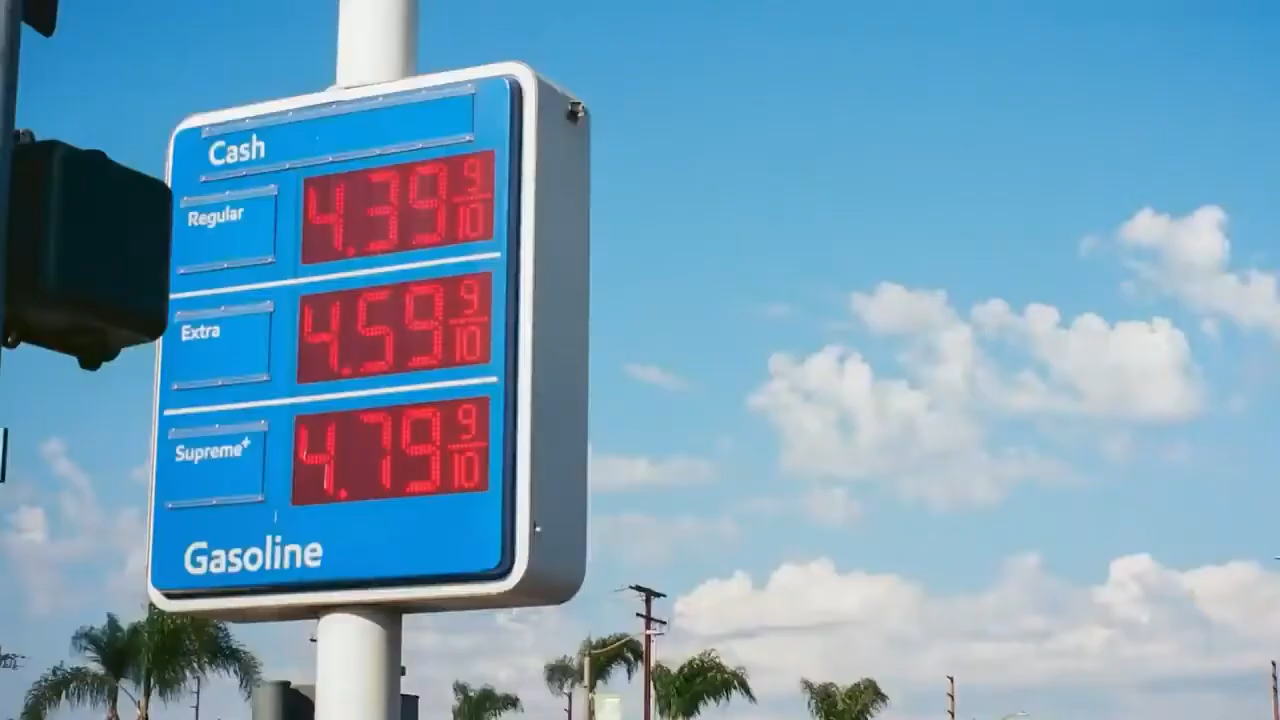 Cash
Regular 4.39 9/10
Extra 4.59 9/10
Supreme+ 4.79 9/10
Gasoline